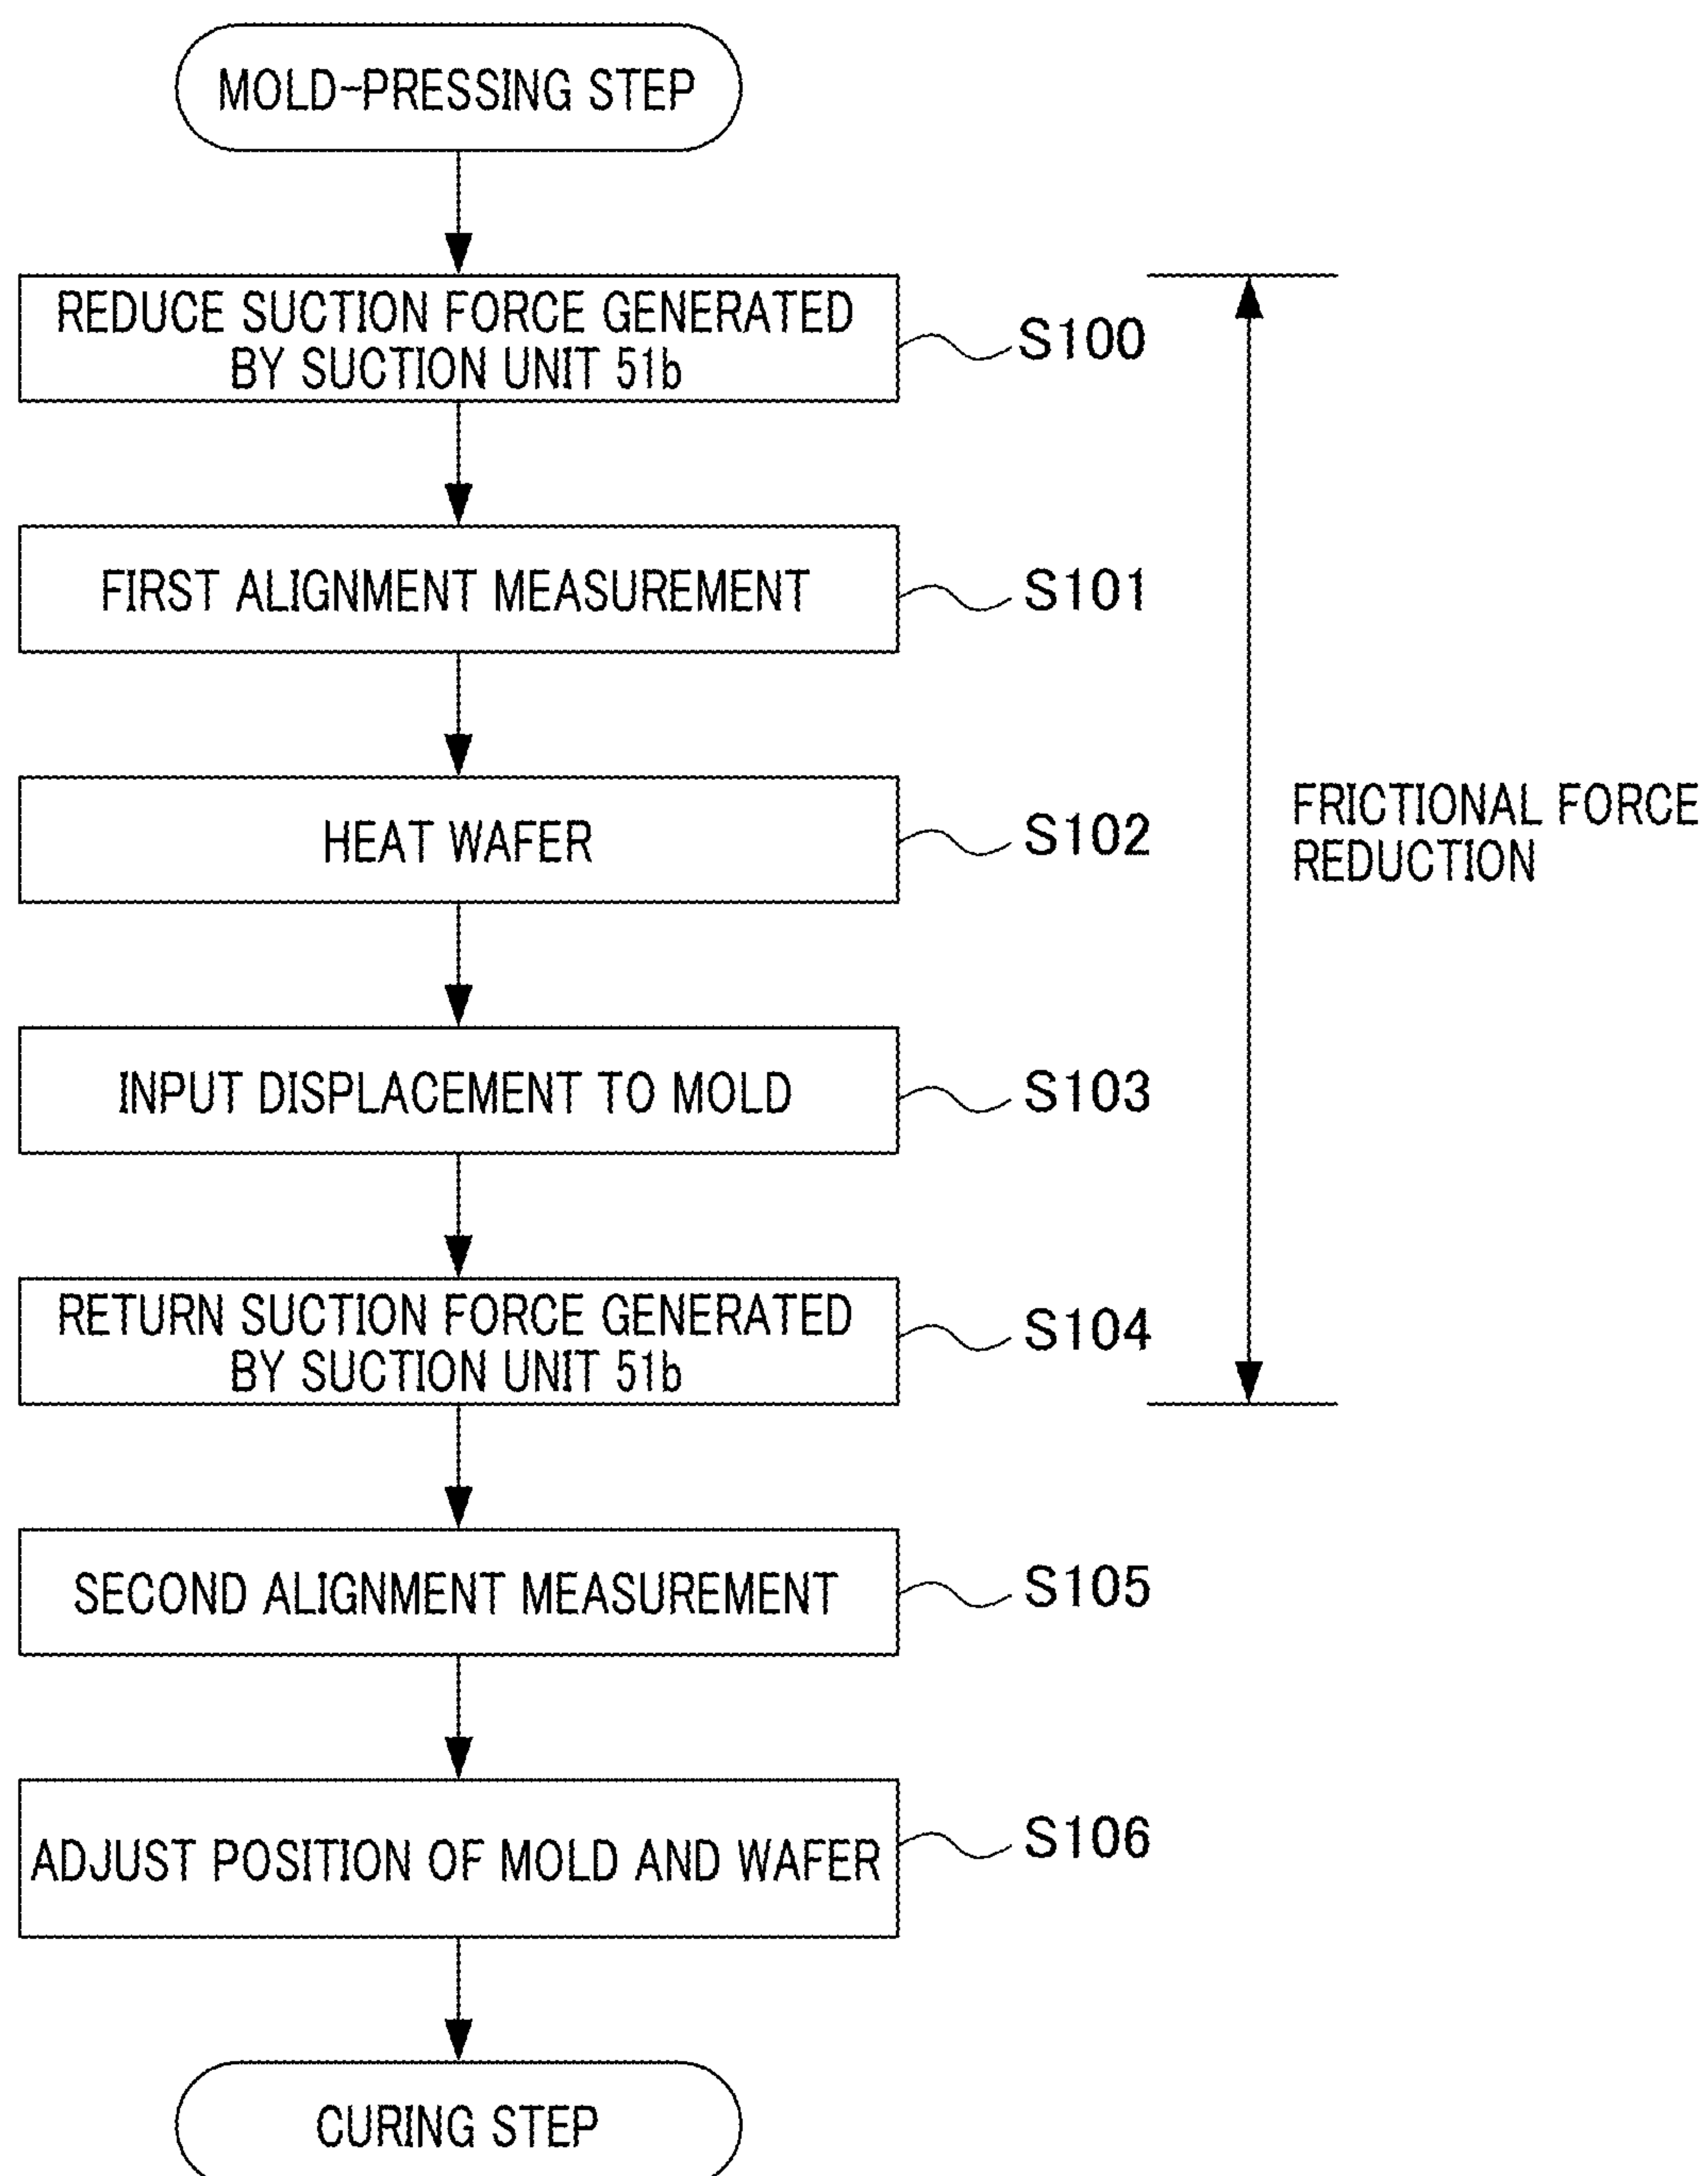 MOLD-PRESSING STEP
REDUCE SUCTION FORCE GENERATED
BY SUCTION UNIT 51b
S100
FIRST ALIGNMENT MEASUREMENT
S101
HEAT WAFER
S102
FRICTIONAL FORCE
REDUCTION
INPUT DISPLACEMENT TO MOLD
S103
RETURN SUCTION FORCE GENERATED
BY SUCTION UNIT 51b
S104
SECOND ALIGNMENT MEASUREMENT
S105
ADJUST POSITION OF MOLD AND WAFER
S106
CURING STEP